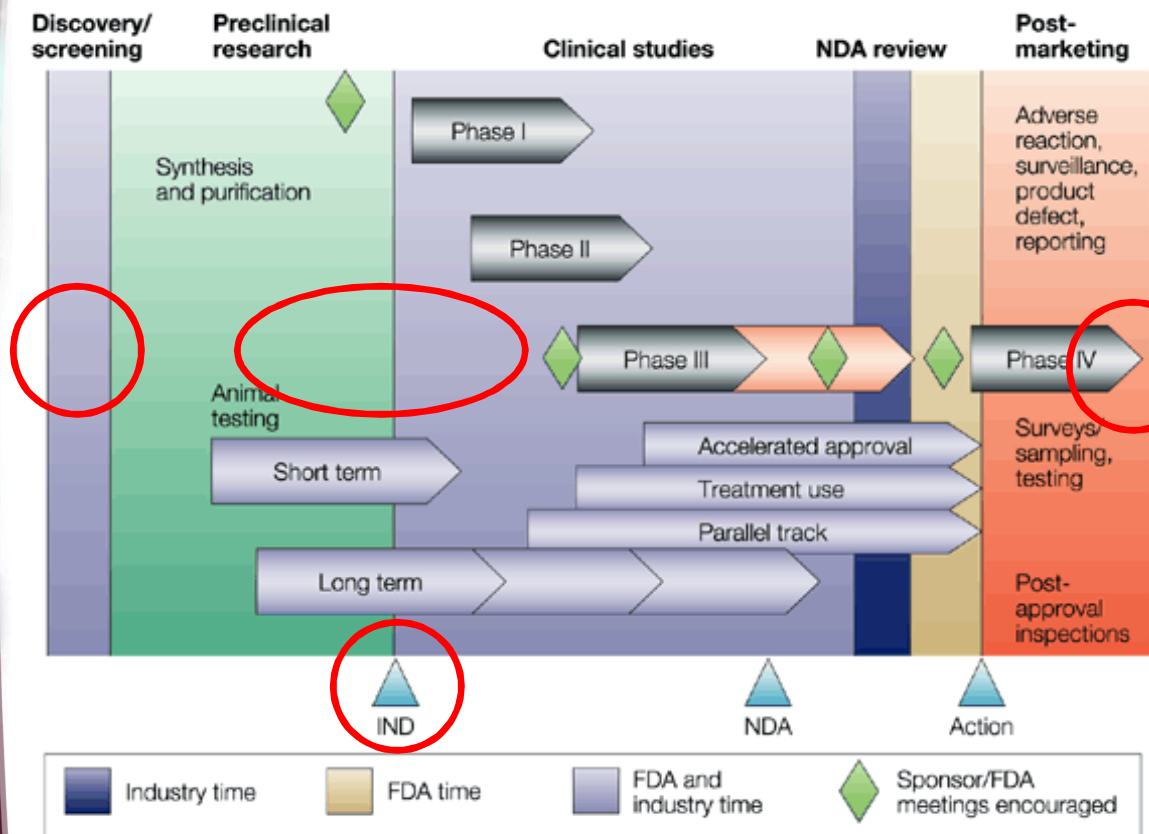 Discovery/
screening
Preclinical
research
Clinical studies
NDA review
Post-
marketing
Phase I
Adverse
reaction,
surveillance,
product
defect,
reporting
Synthesis
and purification
Phase II
Phase III
Phase IV
Animal
testing
Short term
Accelerated approval
Treatment use
Parallel track
Surveys/
sampling,
testing
Long term
Post-
approval
inspections
IND
NDA
Action
Industry time
FDA time
FDA and
industry time
Sponsor/FDA
meetings encouraged